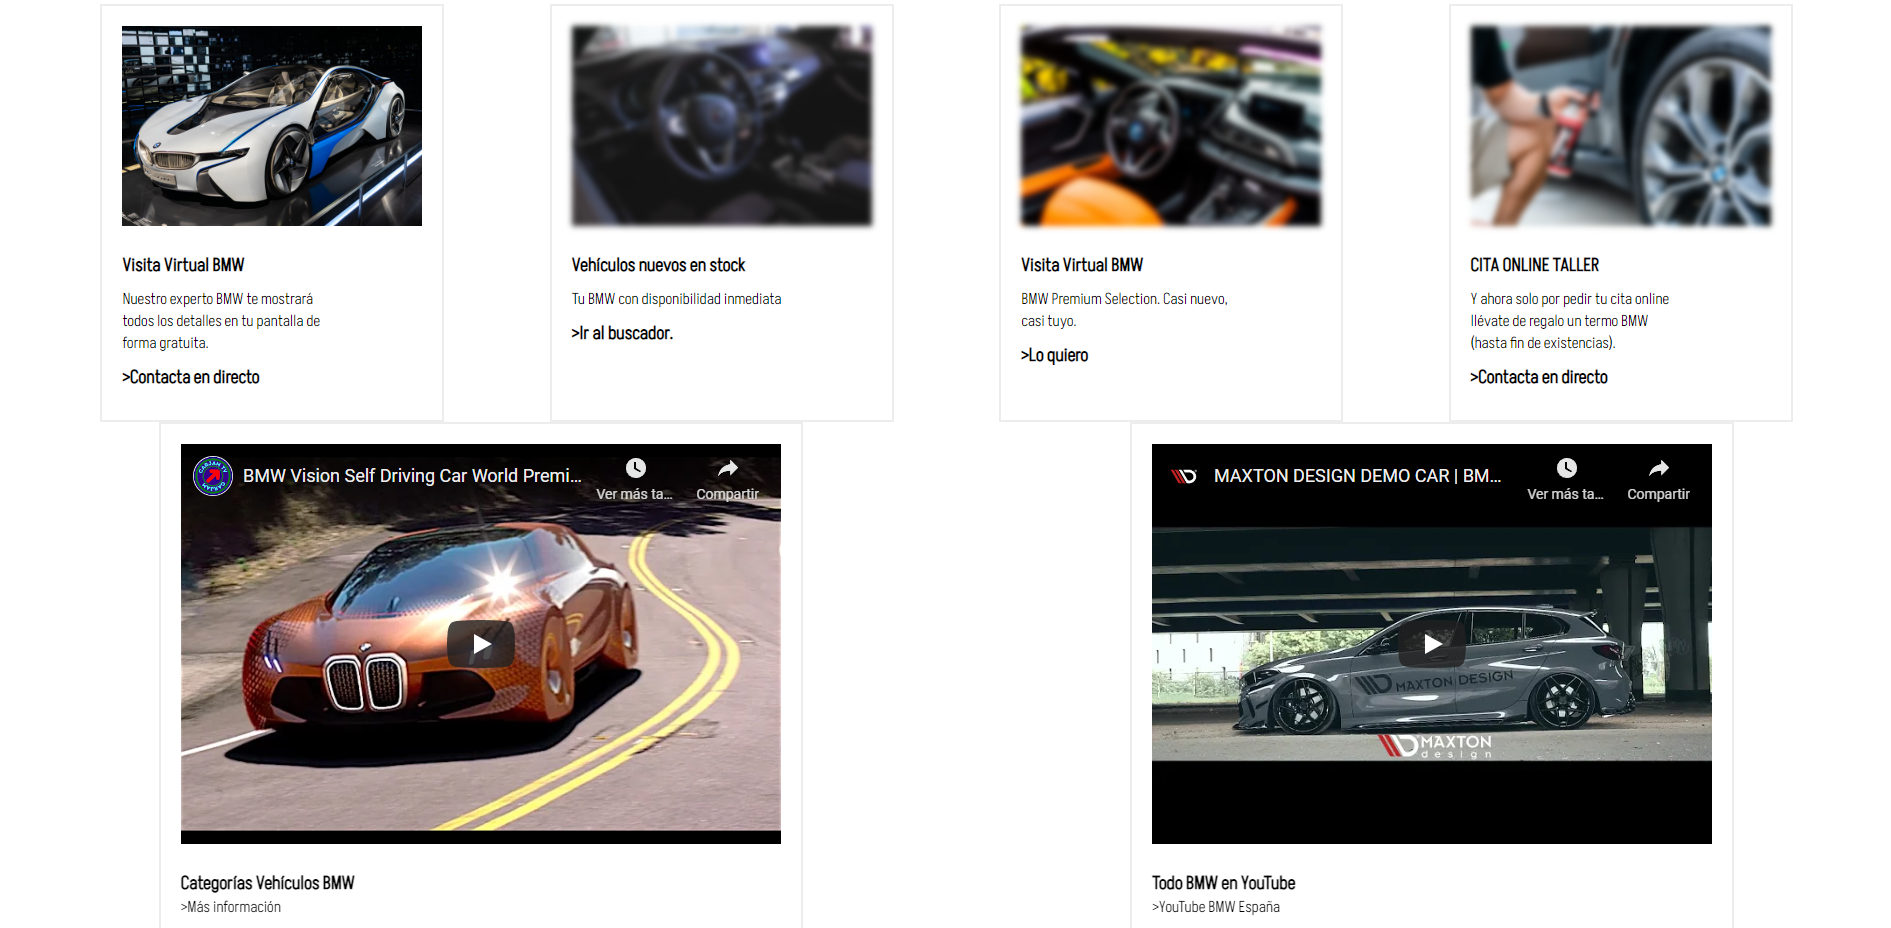 Visita Virtual BMW
Nuestro experto BMW te mostrará
todos los detalles en tu pantalla de
forma gratuita.
>Contacta en directo
Vehículos nuevos en stock
Tu BMW con disponibilidad inmediata
>Ir al buscador.
Visita Virtual BMW
BMW Premium Selection. Casi nuevo,
casi tuyo.
>Lo quiero
CITA ONLINE TALLER
Y ahora solo por pedir tu cita online
llévate de regalo un termo BMW
(hasta fin de existencias).
>Contacta en directo
CARJAM TV
CARJAM
BMW Vision Self Driving Car World Premi...
Ver más ta...
Compartir
Categorías Vehículos BMW
>Más información
MAXTON DESIGN DEMO CAR | BM...
Ver más ta...
Compartir
MAXTON DESIGN
MAXTON
design
Todo BMW en YouTube
>YouTube BMW España